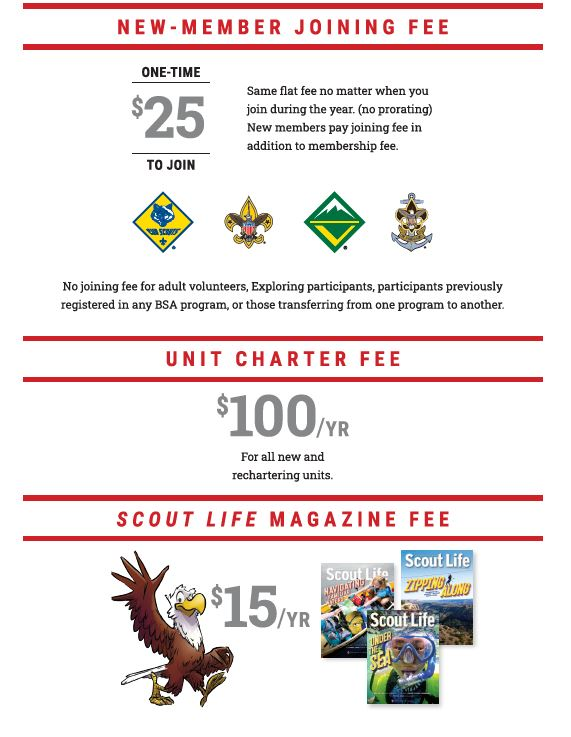 NEW-MEMBER JOINING FEE
ONE-TIME
$25
TO JOIN
Same flat fee no matter when you
join during the year. (no prorating)
New members pay joining fee in
addition to membership fee.
CUB SCOUTS
No joining fee for adult volunteers, Exploring participants, participants previously
registered in any BSA program, or those transferring from one program to another.
UNIT CHARTER FEE
$100/YR
For all new and
rechartering units.
SCOUT LIFE MAGAZINE FEE
$15/YR
Scout Life
NAVIGATING
Scout Life
ZIPPING
ALONG
Scout Life
UNDER
THE
SEA